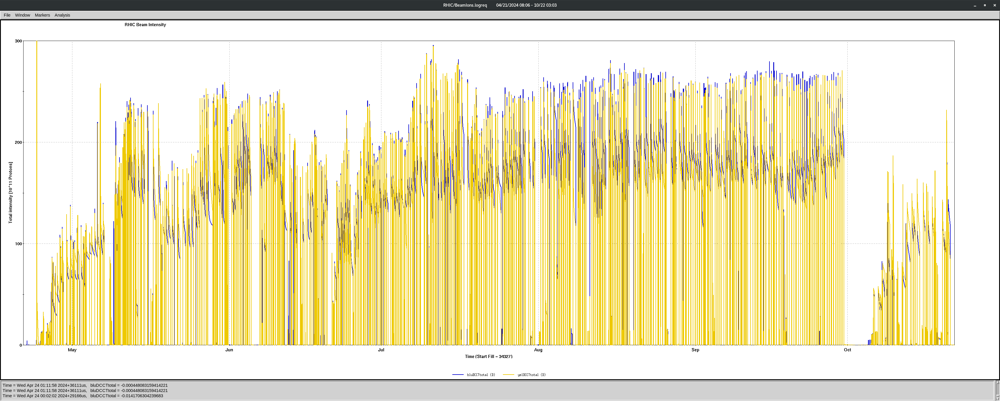 RHIC/BeamIons.logreq 04/21/2024 08:06 - 10/22 03:03
File Window Markers Analysis
RHIC Beam Intensity
300
200
100
0
Total intensity [10^11 Protons]
May Jun Jul Aug Sep Oct
Time (Start Fill = 34327)
bluDCCTtotal (D) yelDCCTtotal (D)
Time = Wed Apr 24 01:11:58 2024+36111us, bluDCCTtotal = -0.000448083159414221
Time = Wed Apr 24 01:11:58 2024+36111us, bluDCCTtotal = -0.000448083159414221
Time = Wed Apr 24 00:02:02 2024+29166us, bluDCCTtotal = -0.0141706304239683